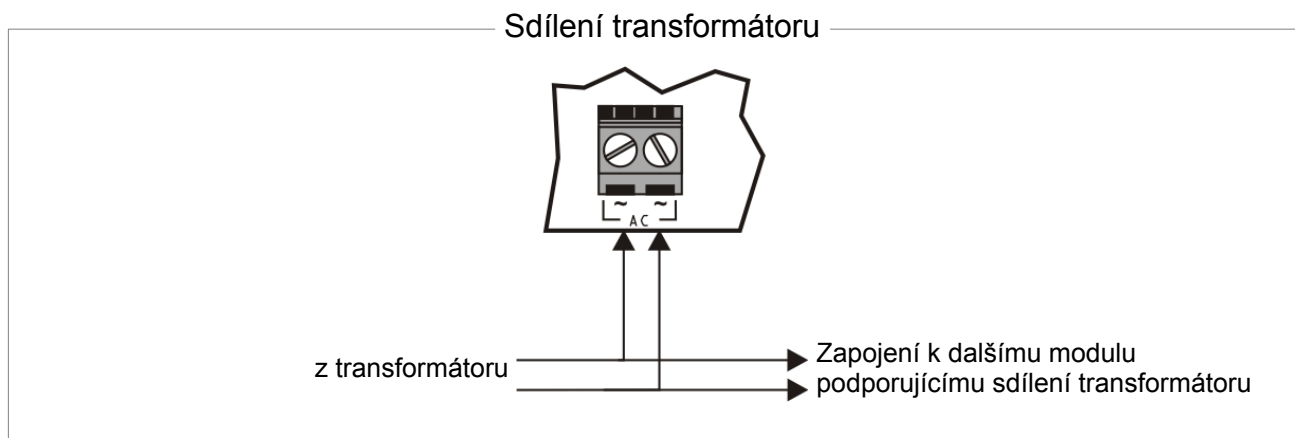 Sdílení transformátoru
~ ~
AC
z transformátoru
Zapojení k dalšímu modulu
podporujícímu sdílení transformátoru